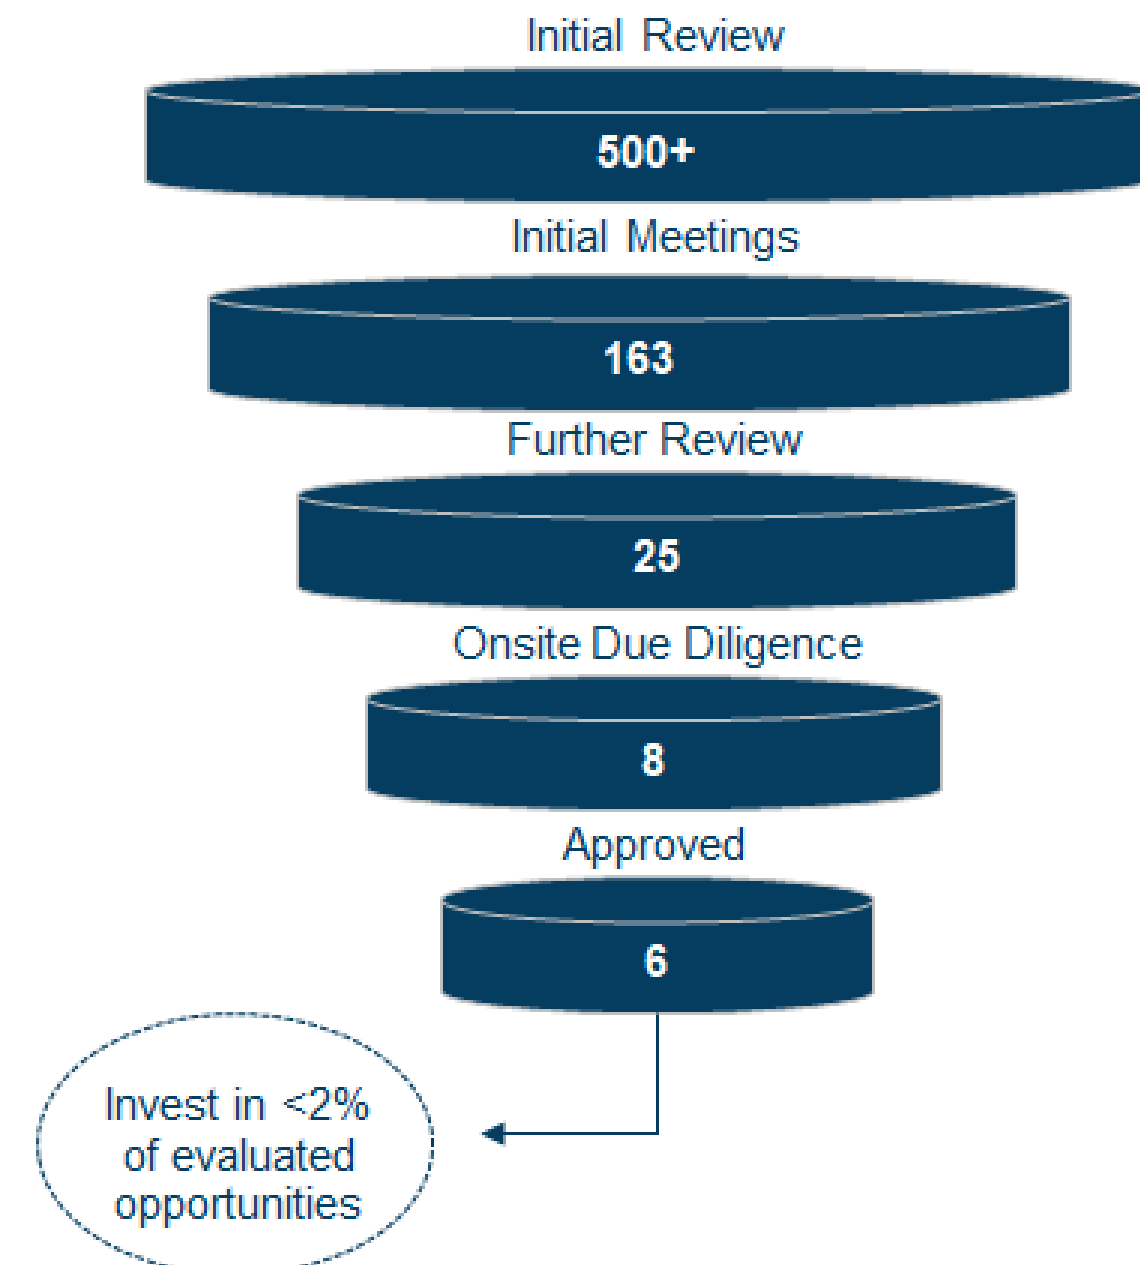 Initial Review
500+
Initial Meetings
163
Further Review
25
Onsite Due Diligence
8
Approved
6
Invest in <2%
of evaluated
opportunities